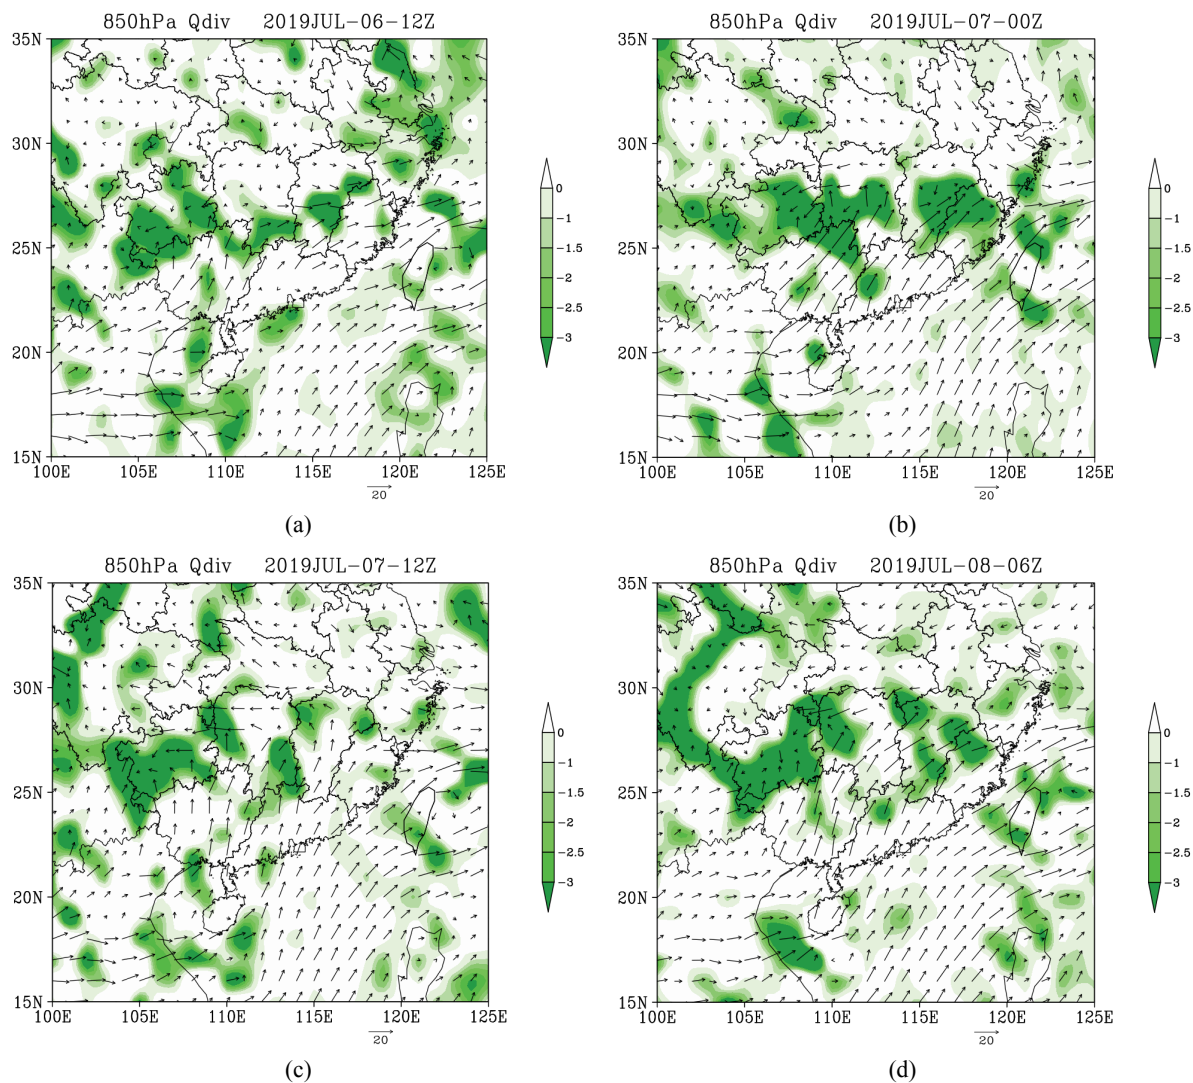 850hPa Qdiv 2019JUL-06-12Z
35N
30N
25N
20N
15N
100E 105E 110E 115E 120E 125E
20
0
-1
-1.5
-2
-2.5
-3
(a)
850hPa Qdiv 2019JUL-07-00Z
35N
30N
25N
20N
15N
100E 105E 110E 115E 120E 125E
20
0
-1
-1.5
-2
-2.5
-3
(b)
850hPa Qdiv 2019JUL-07-12Z
35N
30N
25N
20N
15N
100E 105E 110E 115E 120E 125E
20
0
-1
-1.5
-2
-2.5
-3
(c)
850hPa Qdiv 2019JUL-08-06Z
35N
30N
25N
20N
15N
100E 105E 110E 115E 120E 125E
20
0
-1
-1.5
-2
-2.5
-3
(d)